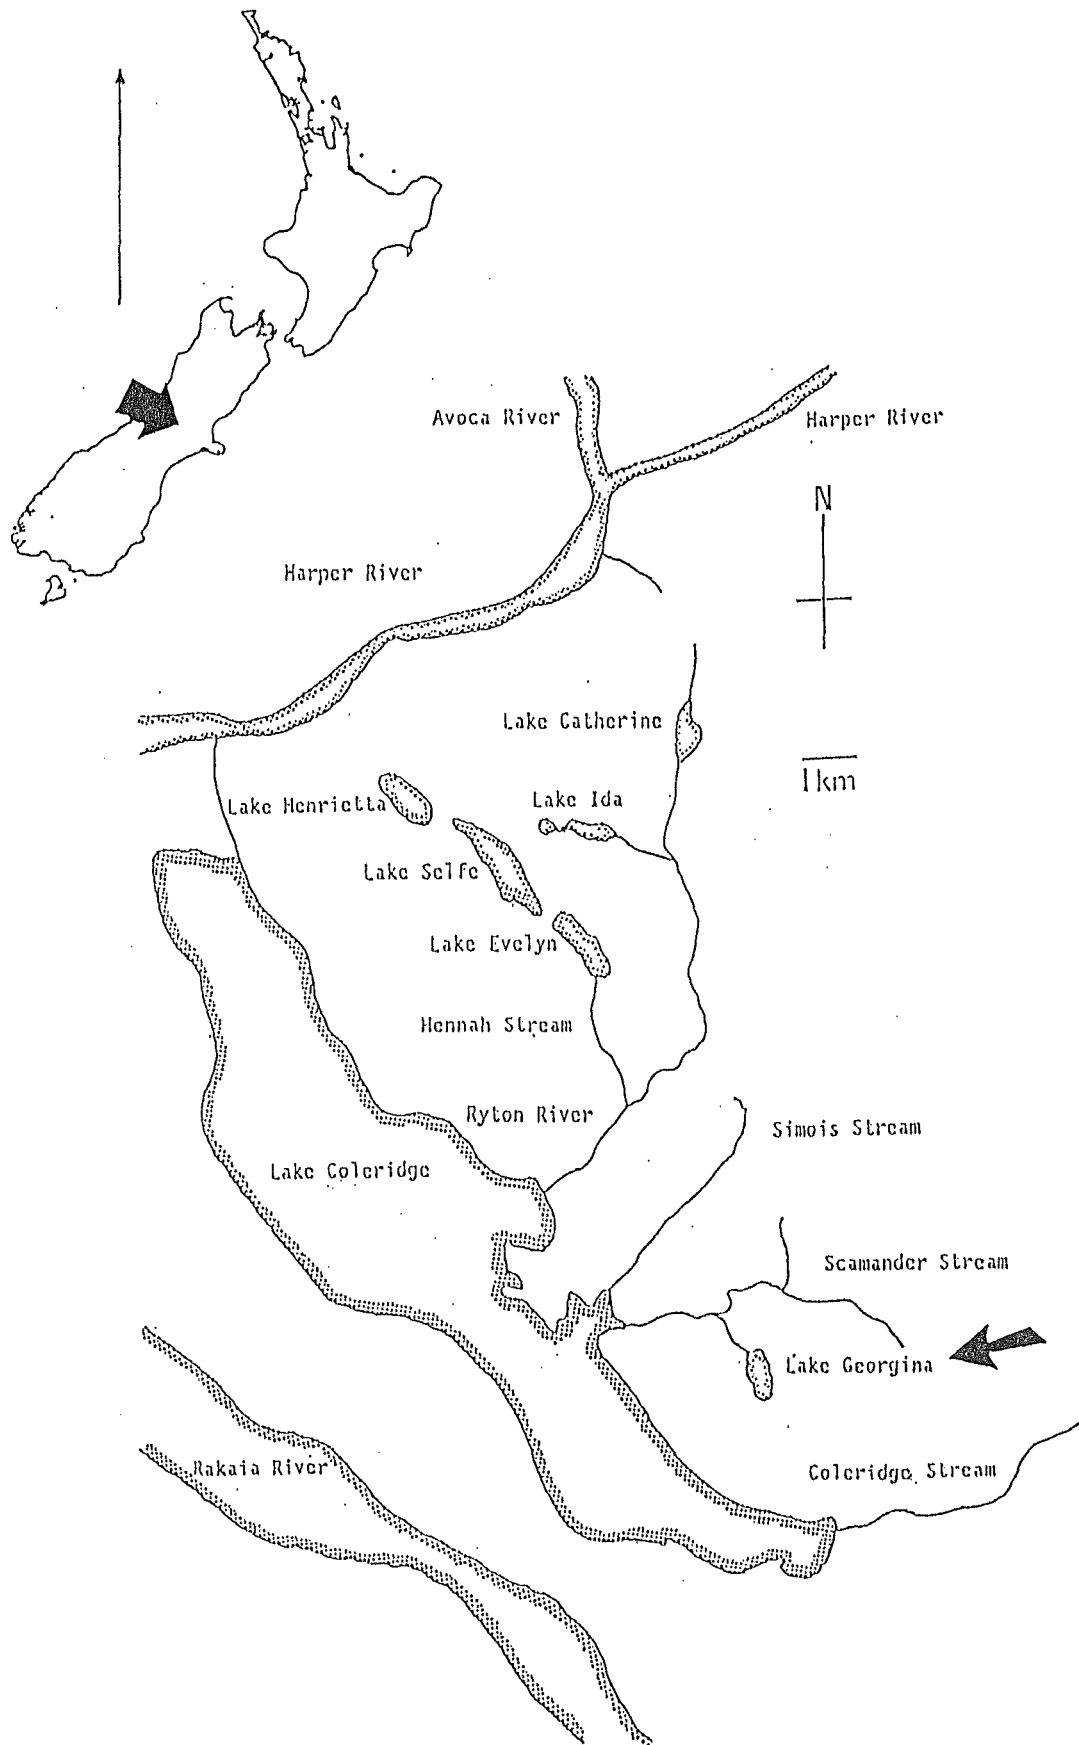 Avoca River
Harper River
N
Harper River
Lake Catherine
1km
Lake Henrietta
Lake Ida
Lake Selfe
Lake Evelyn
Hennah Stream
Ryton River
Simois Stream
Lake Coleridge
Scamander Stream
Lake Georgina
Rakaia River
Coleridge Stream